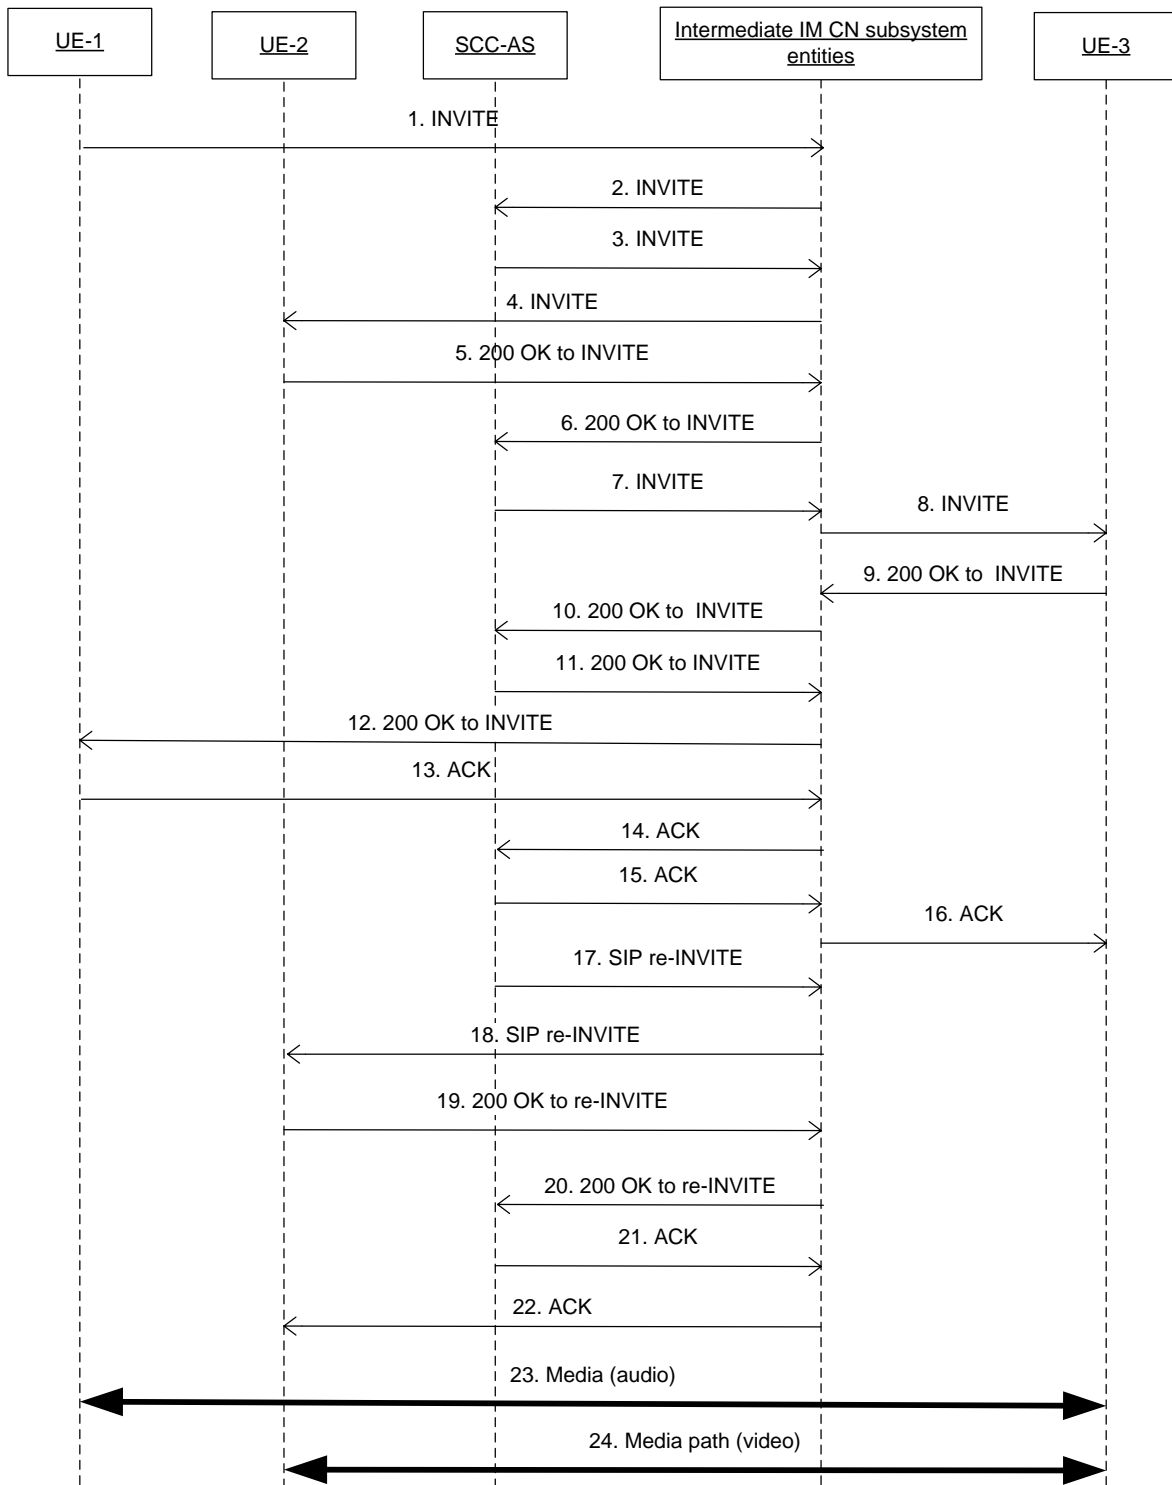 UE-1
UE-2
SCC-AS
Intermediate IM CN subsystem
entities
UE-3
1. INVITE
2. INVITE
3. INVITE
4. INVITE
5. 200 OK to INVITE
6. 200 OK to INVITE
7. INVITE
8. INVITE
9. 200 OK to  INVITE
10. 200 OK to  INVITE
11. 200 OK to INVITE
12. 200 OK to INVITE
13. ACK
14. ACK
15. ACK
16. ACK
17. SIP re-INVITE
18. SIP re-INVITE
19. 200 OK to re-INVITE
20. 200 OK to re-INVITE
21. ACK
22. ACK
23. Media (audio)
24. Media path (video)